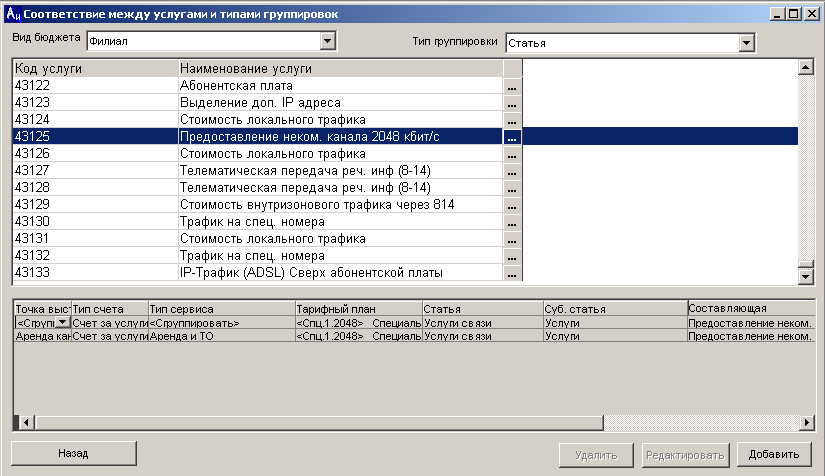 Aц Соответствие между услугами и типами группировок
Вид бюджета Филиал Тип группировки Статья
Код услуги Наименование услуги
43122 Абонентская плата ...
43123 Выделение доп. IP адреса ...
43124 Стоимость локального трафика ...
43125 Предоставление неком. канала 2048 кбит/с ...
43126 Стоимость локального трафика ...
43127 Телематическая передача реч. инф (8-14) ...
43128 Телематическая передача реч. инф (8-14) ...
43129 Стоимость внутризонового трафика через 814 ...
43130 Трафик на спец. номера ...
43131 Стоимость локального трафика ...
43132 Трафик на спец. номера ...
43133 IP-Трафик (ADSL) Сверх абонентской платы ...
Точка выст Тип счета Тип сервиса Тарифный план Статья Суб. статья Составляющая
<Сгрупп Счет за услуги <Сгруппировать> <Спц.1.2048> Специаль Услуги связи Услуги Предоставление неком.
Аренда кан Счет за услуги Аренда и ТО <Спц.1.2048> Специаль Услуги связи Услуги Предоставление неком.
Назад Удалить Редактировать Добавить